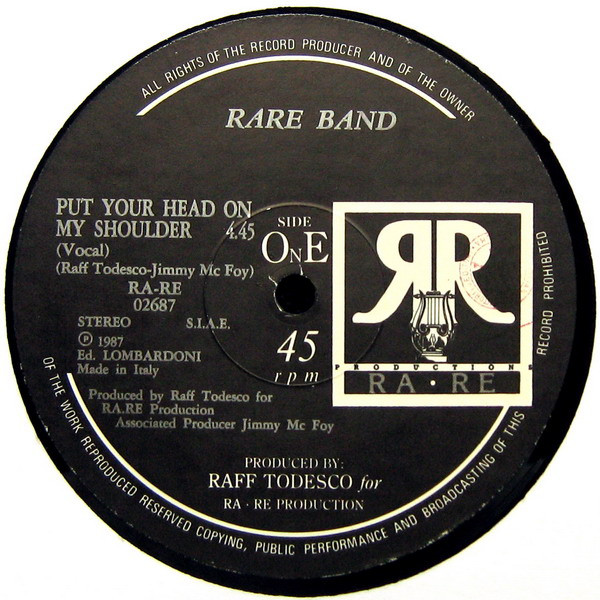 ALL RIGHTS OF THE RECORD PRODUCER AND OF THE OWNER
RARE BAND
PUT YOUR HEAD ON
MY SHOULDER 4.45
(Vocal)
(Raff Todesco-Jimmy Mc Foy)
RA-RE
02687
STEREO S.I.A.E.
Ⓟ 1987
Ed. LOMBARDONI
Made in Italy
Produced by Raff Todesco for
RA.RE Production
Associated Producer Jimmy Mc Foy
SIDE
ONE
45
rpm
RR
PRODUCTIONS
RA·RE
PRODUCED BY:
RAFF TODESCO for
RA·RE PRODUCTION
OF THE WORK REPRODUCED RESERVED COPYING, PUBLIC PERFORMANCE AND BROADCASTING OF THIS
RECORD PROHIBITED